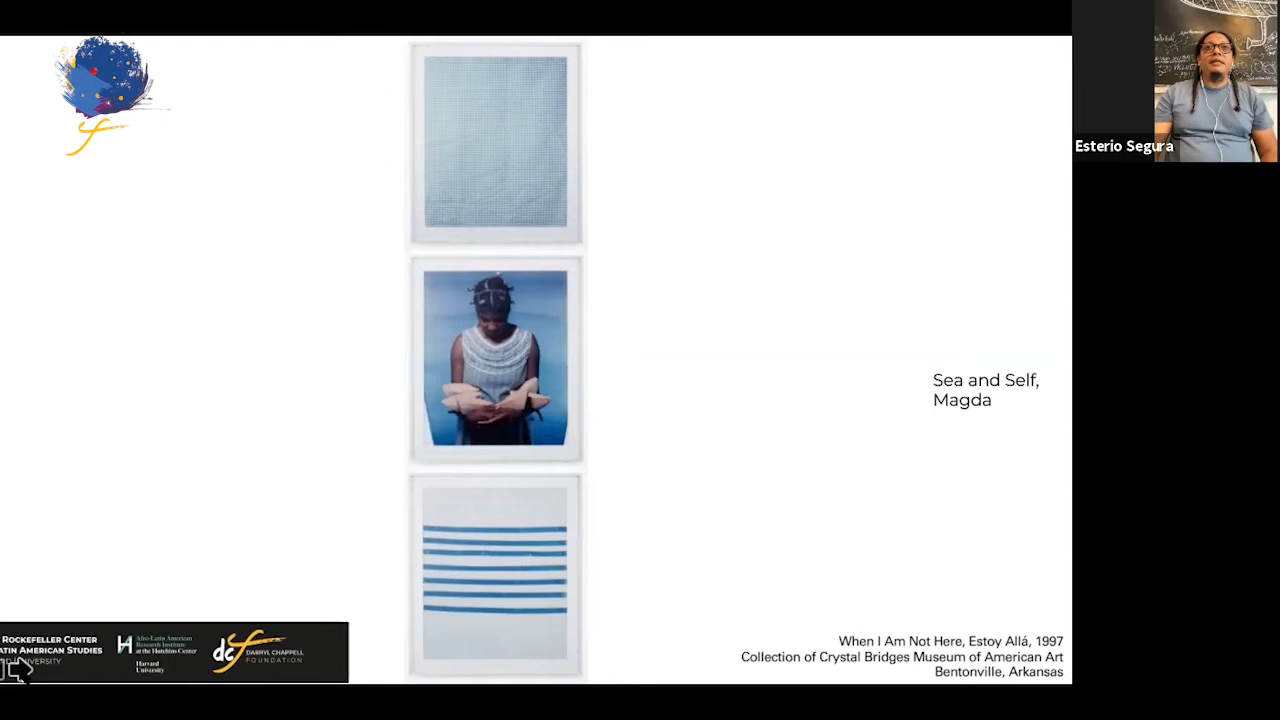 Esterio Segura
Sea and Self,
Magda
When I Am Not Here, Estoy Allá, 1997
Collection of Crystal Bridges Museum of American Art
Bentonville, Arkansas
ROCKEFELLER CENTER
ATIN AMERICAN STUDIES
UNIVERSITY
Afro-Latin American
Research Institute
at the Hutchins Center
Harvard
University
dcf
DARRYL CHAPPELL
FOUNDATION